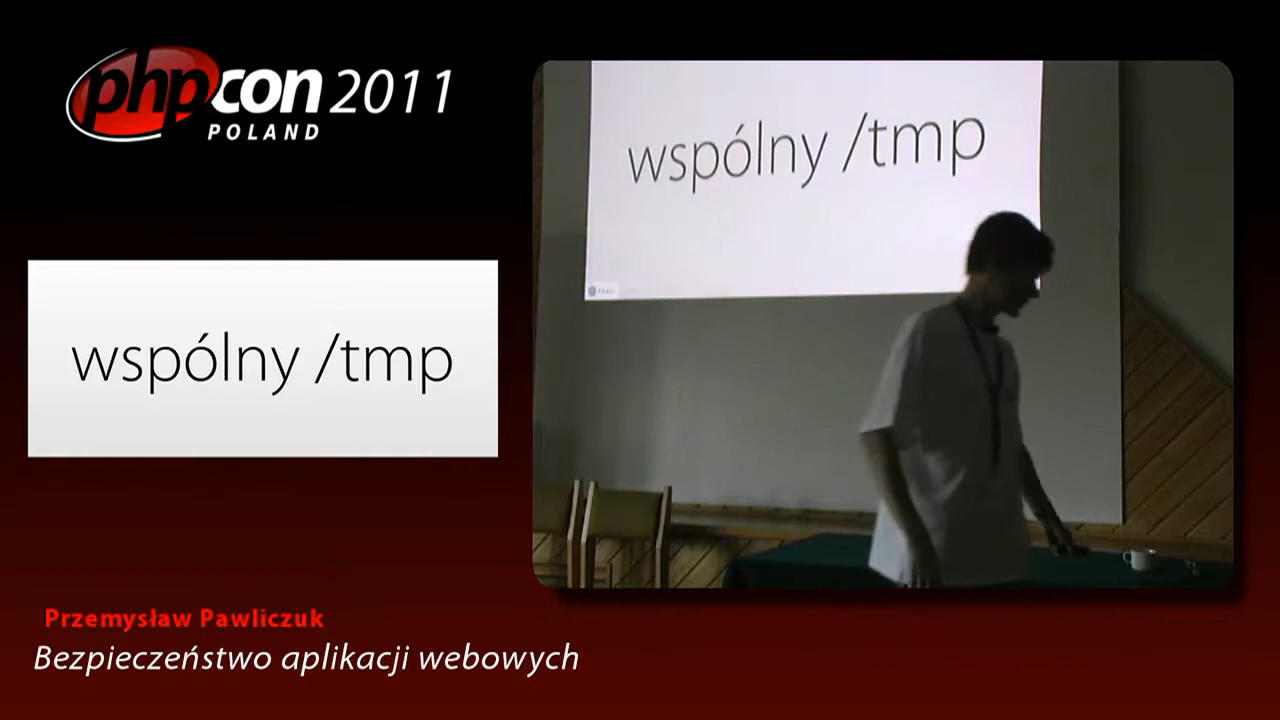 phpcon 2011
POLAND
wspólny /tmp
wspólny /tmp
Przemysław Pawliczuk
Bezpieczeństwo aplikacji webowych